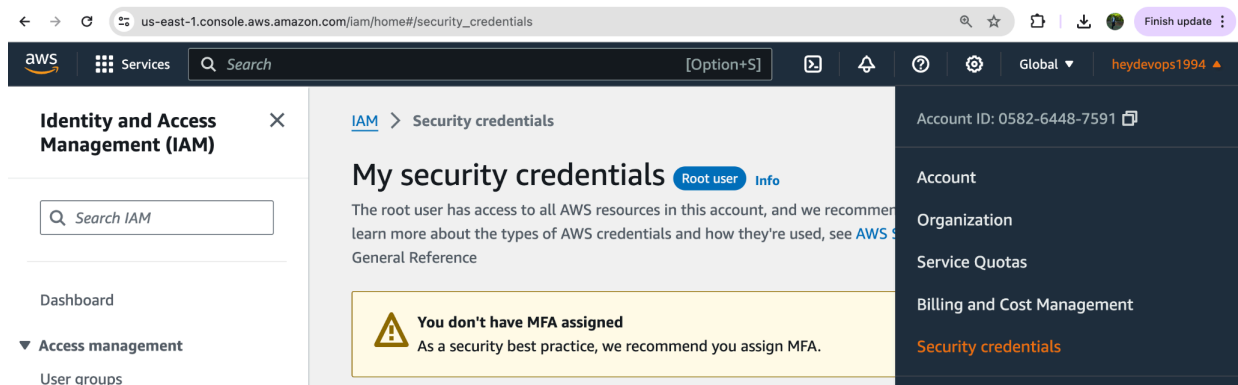 us-east-1.console.aws.amazon.com/iam/home#/security_credentials
Finish update
aws
Services
Search
[Option+S]
Global
heydevops1994
Identity and Access
Management (IAM)
Search IAM
Dashboard
Access management
User groups
IAM
Security credentials
My security credentials
Root user
Info
The root user has access to all AWS resources in this account, and we recommen
learn more about the types of AWS credentials and how they're used, see AWS
General Reference
You don't have MFA assigned
As a security best practice, we recommend you assign MFA.
Account ID: 0582-6448-7591
Account
Organization
Service Quotas
Billing and Cost Management
Security credentials